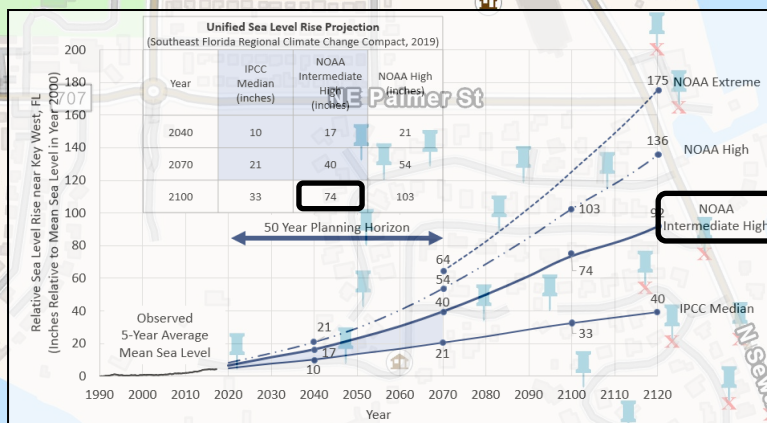 Unified Sea Level Rise Projection
(Southeast Florida Regional Climate Change Compact, 2019)
Year
IPCC
Median
(inches)
NOAA
Intermediate
High
(inches)
NOAA High
(inches)
2040 10 17 21
2070 21 40 54
2100 33 74 103
NE Palmer St
707
Relative Sea Level Rise near Key West, FL
(Inches Relative to Mean Sea Level in Year 2000)
200
180
160
140
120
100
80
60
40
20
0
50 Year Planning Horizon
Observed
5-Year Average
Mean Sea Level
175 NOAA Extreme
136
NOAA High
92
NOAA
Intermediate High
40
IPCC Median
103
74
33
64
54
40
21
21
17
10
1990 2000 2010 2020 2030 2040 2050 2060 2070 2080 2090 2100 2110 2120
Year
N Sew